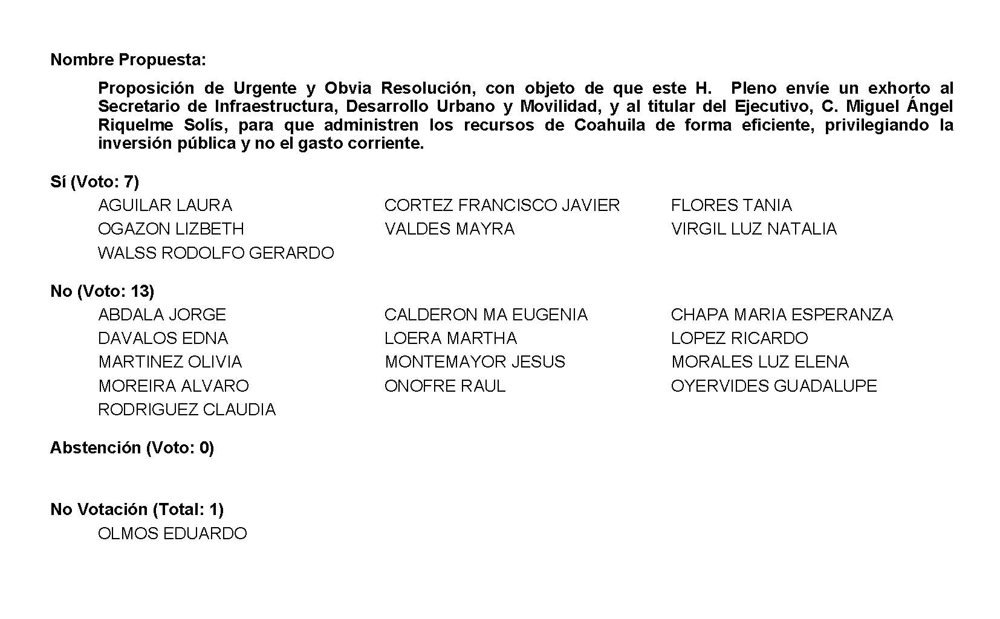 Nombre Propuesta:
Proposición de Urgente y Obvia Resolución, con objeto de que este H. Pleno envíe un exhorto al
Secretario de Infraestructura, Desarrollo Urbano y Movilidad, y al titular del Ejecutivo, C. Miguel Ángel
Riquelme Solís, para que administren los recursos de Coahuila de forma eficiente, privilegiando la
inversión pública y no el gasto corriente.
Sí (Voto: 7)
AGUILAR LAURA CORTEZ FRANCISCO JAVIER FLORES TANIA
OGAZON LIZBETH VALDES MAYRA VIRGIL LUZ NATALIA
WALSS RODOLFO GERARDO
No (Voto: 13)
ABDALA JORGE CALDERON MA EUGENIA CHAPA MARIA ESPERANZA
DAVALOS EDNA LOERA MARTHA LOPEZ RICARDO
MARTINEZ OLIVIA MONTEMAYOR JESUS MORALES LUZ ELENA
MOREIRA ALVARO ONOFRE RAUL OYERVIDES GUADALUPE
RODRIGUEZ CLAUDIA
Abstención (Voto: 0)
No Votación (Total: 1)
OLMOS EDUARDO